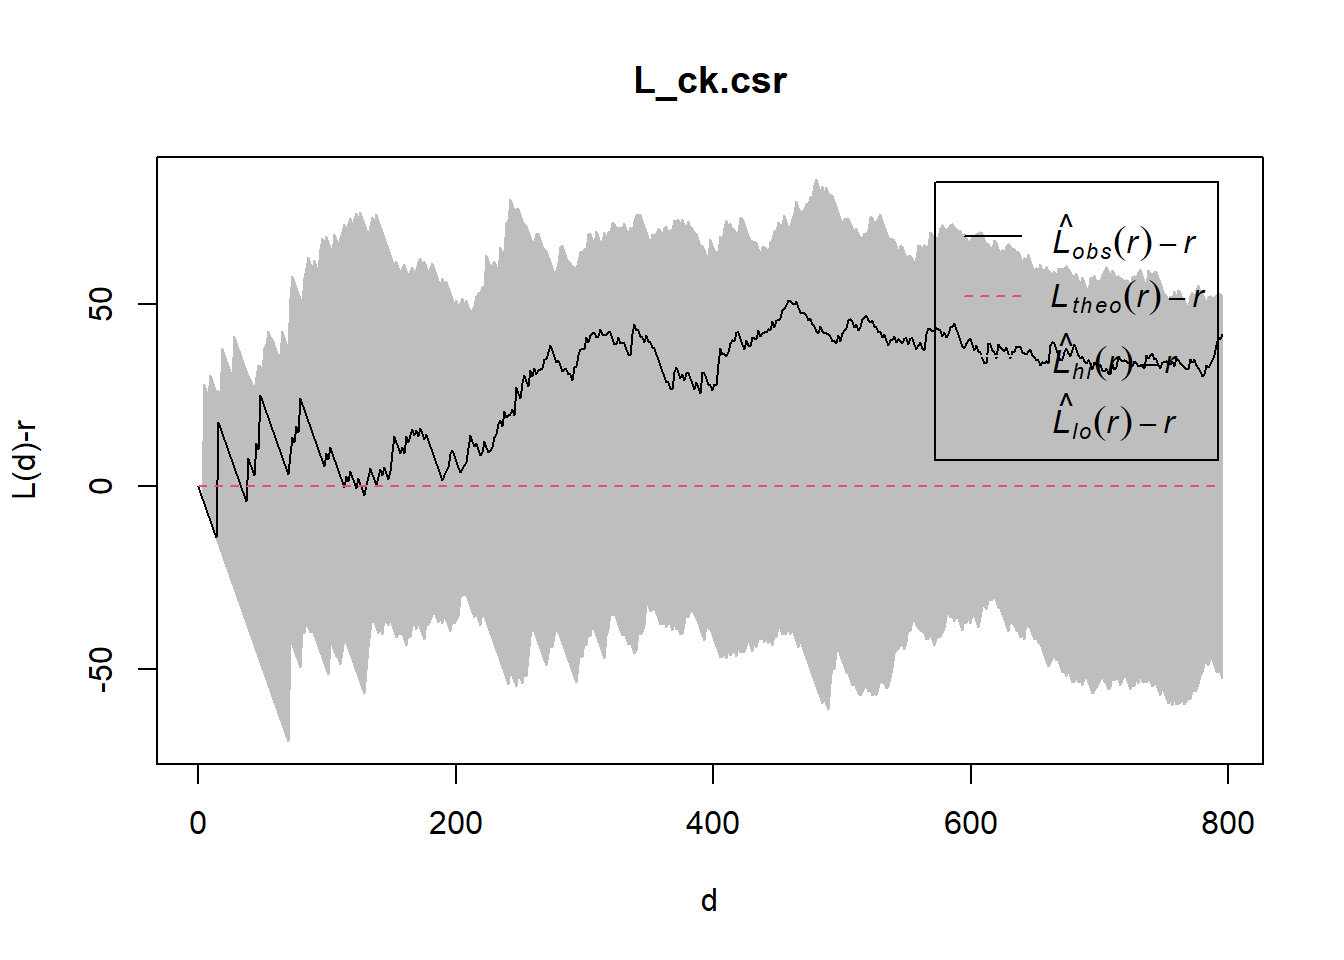 L_ck.csr
L(d)-r
50
0
-50
L̂obs(r) − r
Ltheo(r) − r
L̂hi(r) − r
L̂lo(r) − r
0 200 400 600 800
d